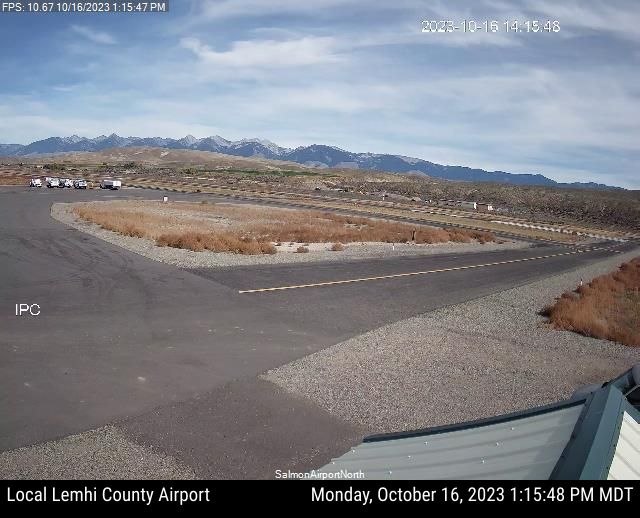 FPS: 10.67 10/16/2023 1:15:47 PM
2023-10-16 14:15:48
IPC
SalmonAirportNorth
Local Lemhi County Airport
Monday, October 16, 2023 1:15:48 PM MDT